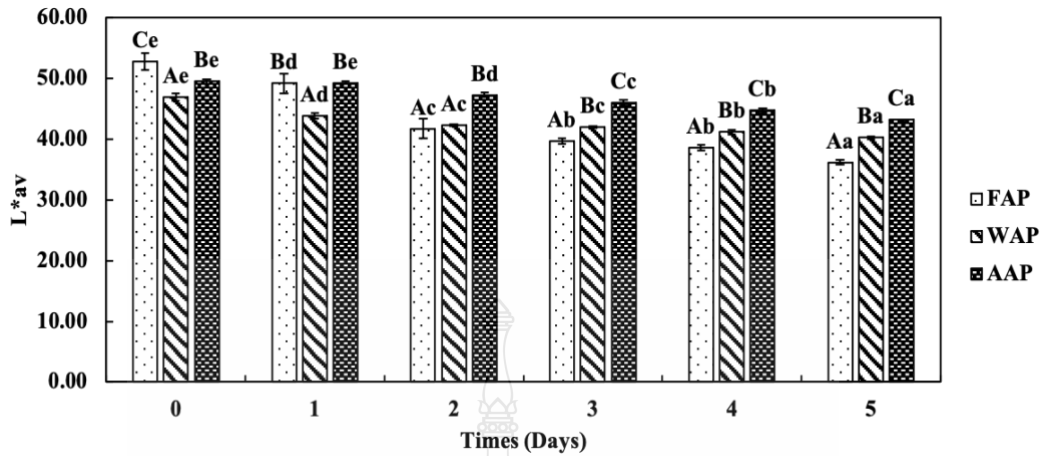 60.00
50.00
40.00
30.00
20.00
10.00
0.00
L*av
Ce
Ae
Be
Bd
Ad
Be
Ac
Ac
Bd
Ab
Bc
Cc
Ab
Bb
Cb
Aa
Ba
Ca
FAP
WAP
AAP
0 1 2 3 4 5
Times (Days)